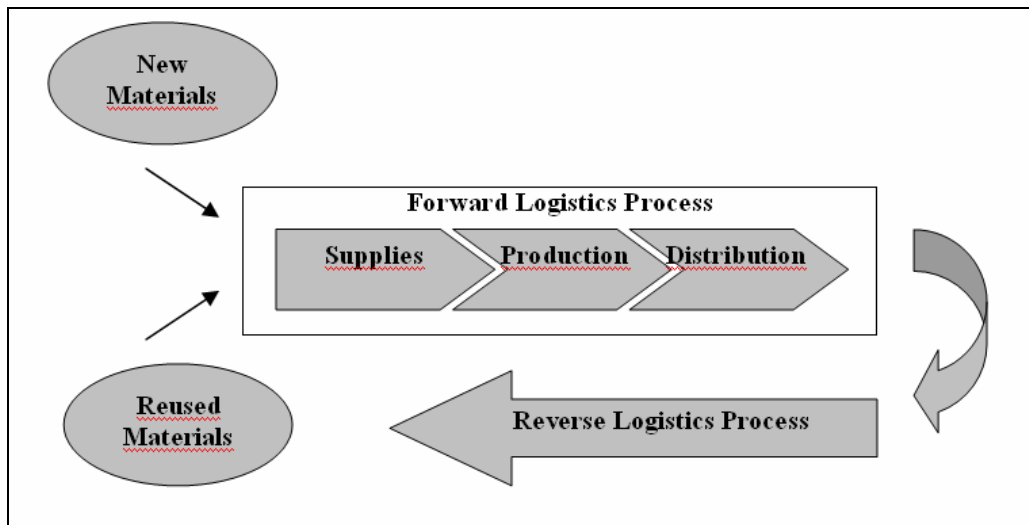 New
Materials
Forward Logistics Process
Supplies
Production
Distribution
Reused
Materials
Reverse Logistics Process